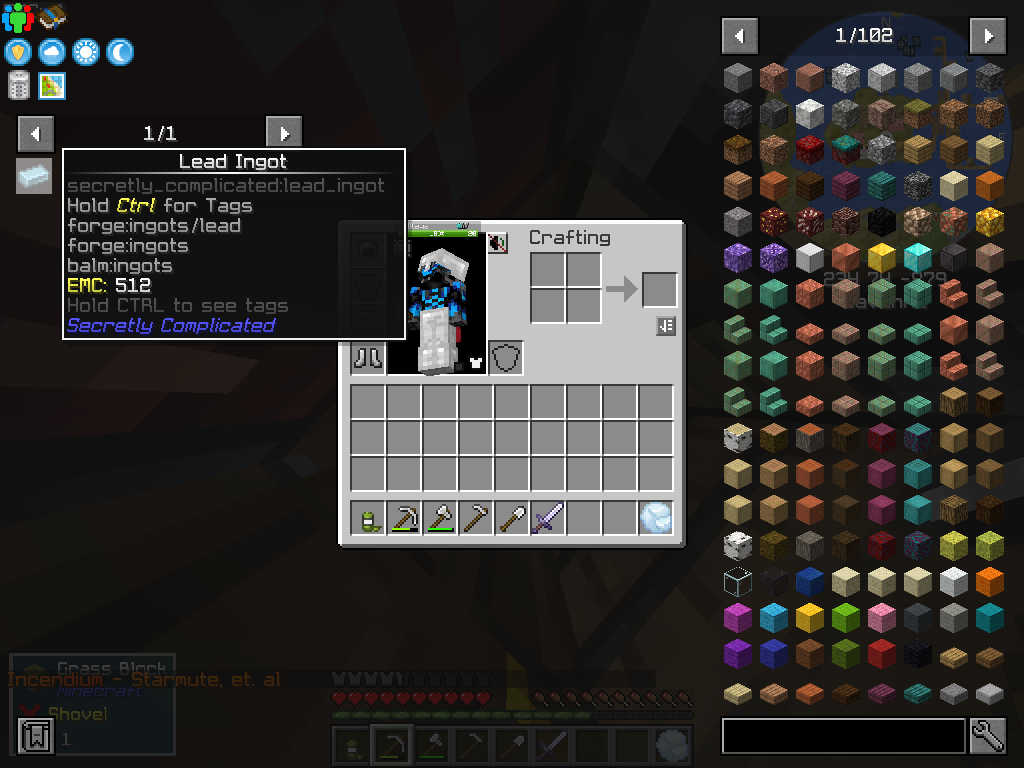 1/102
N
1/1
Lead Ingot
secretly_complicated:lead_ingot
Hold Ctrl for Tags
forge:ingots/lead
forge:ingots
balm:ingots
EMC: 512
Hold CTRL to see tags
Secretly Complicated
Crafting
Grass Block
Incendium - Starmute, et. al
Minecraft
Shovel
1